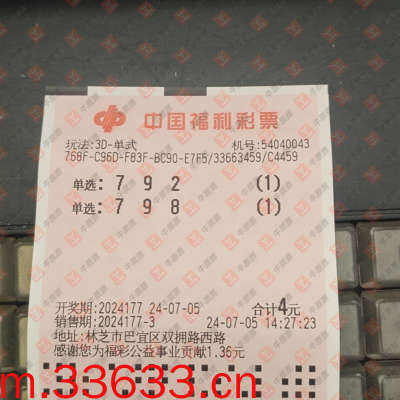 中国福利彩票
玩法:3D-单式 机号:54040043
768F-C96D-F83F-BC90-E7F5/33663459/C4459
单选:7 9 2 (1)
单选:7 9 8 (1)
开奖期:2024177 24-07-05 合计4元
销售期:2024177-3 24-07-05 14:27:23
地址:林芝市巴宜区双拥路西路
感谢您为福彩公益事业贡献1.36元
m.33633.cn